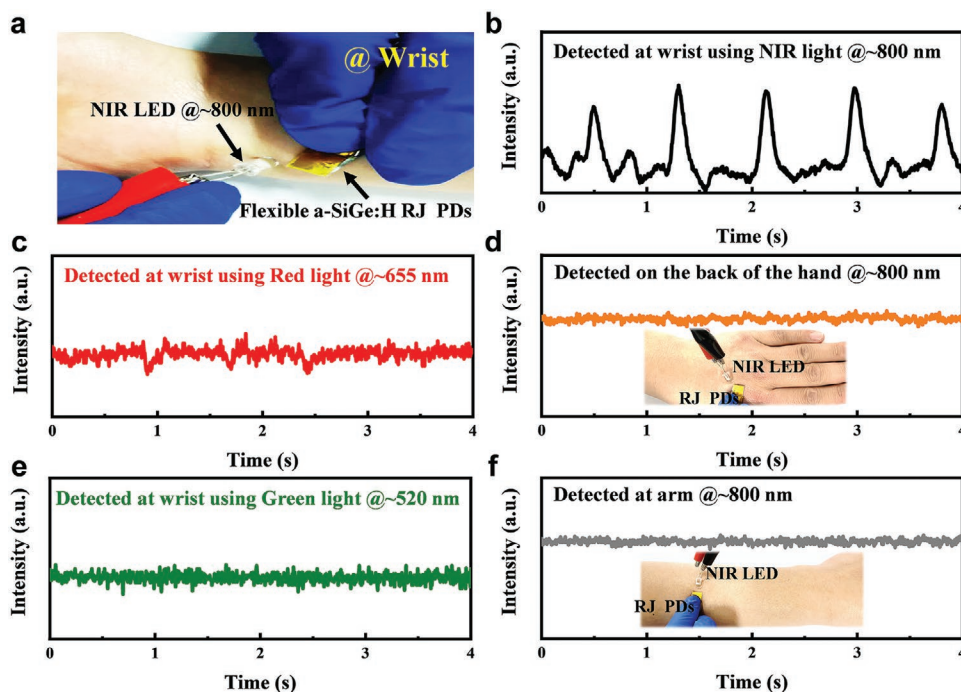 a
@ Wrist
NIR LED @~800 nm
Flexible a-SiGe:H RJ PDs
b
Detected at wrist using NIR light @~800 nm
Intensity (a.u.)
0 1 2 3 4
Time (s)
c
Detected at wrist using Red light @~655 nm
Intensity (a.u.)
0 1 2 3 4
Time (s)
d
Detected on the back of the hand @~800 nm
Intensity (a.u.)
NIR LED
RJ PDs
0 1 2 3 4
Time (s)
e
Detected at wrist using Green light @~520 nm
Intensity (a.u.)
0 1 2 3 4
Time (s)
f
Detected at arm @~800 nm
Intensity (a.u.)
NIR LED
RJ PDs
0 1 2 3 4
Time (s)